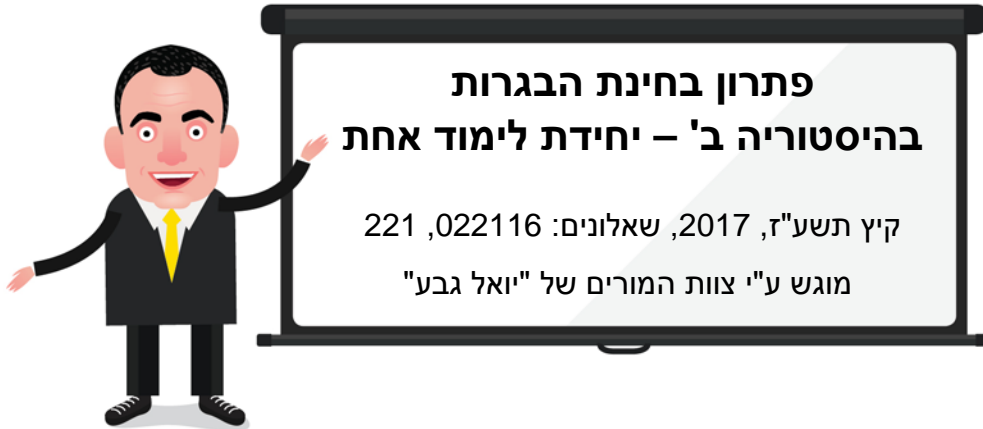 פתרון בחינת הבגרות
בהיסטוריה ב' – יחידת לימוד אחת
קיץ תשע"ז, 2017, שאלונים: 022116, 221
מוגש ע"י צוות המורים של "יואל גבע"